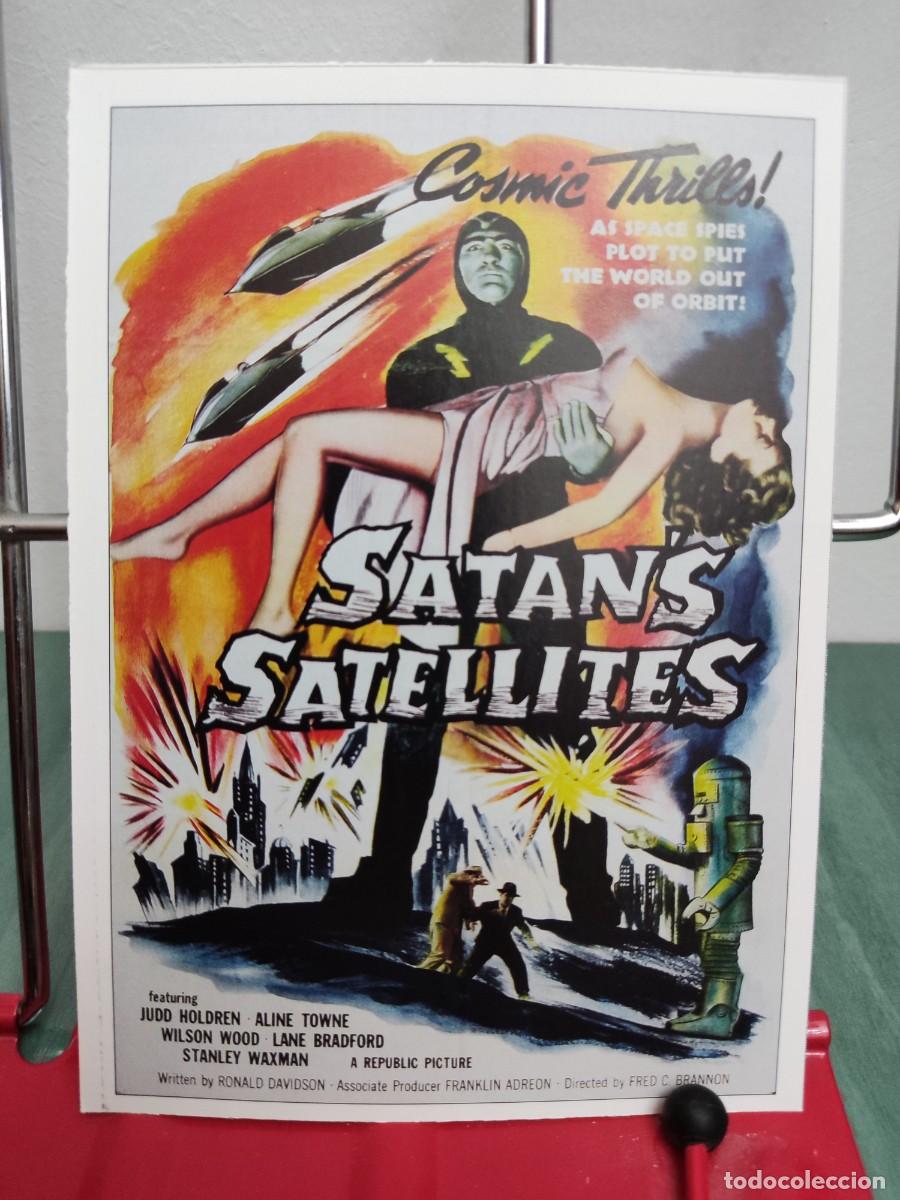 Cosmic Thrills!
AS SPACE SPIES
PLOT TO PUT
THE WORLD OUT
OF ORBIT!
SATAN'S
SATELLITES
featuring
JUDD HOLDREN · ALINE TOWNE
WILSON WOOD · LANE BRADFORD
STANLEY WAXMAN A REPUBLIC PICTURE
Written by RONALD DAVIDSON · Associate Producer FRANKLIN ADREON · Directed by FRED C. BRANNON
todocoleccion